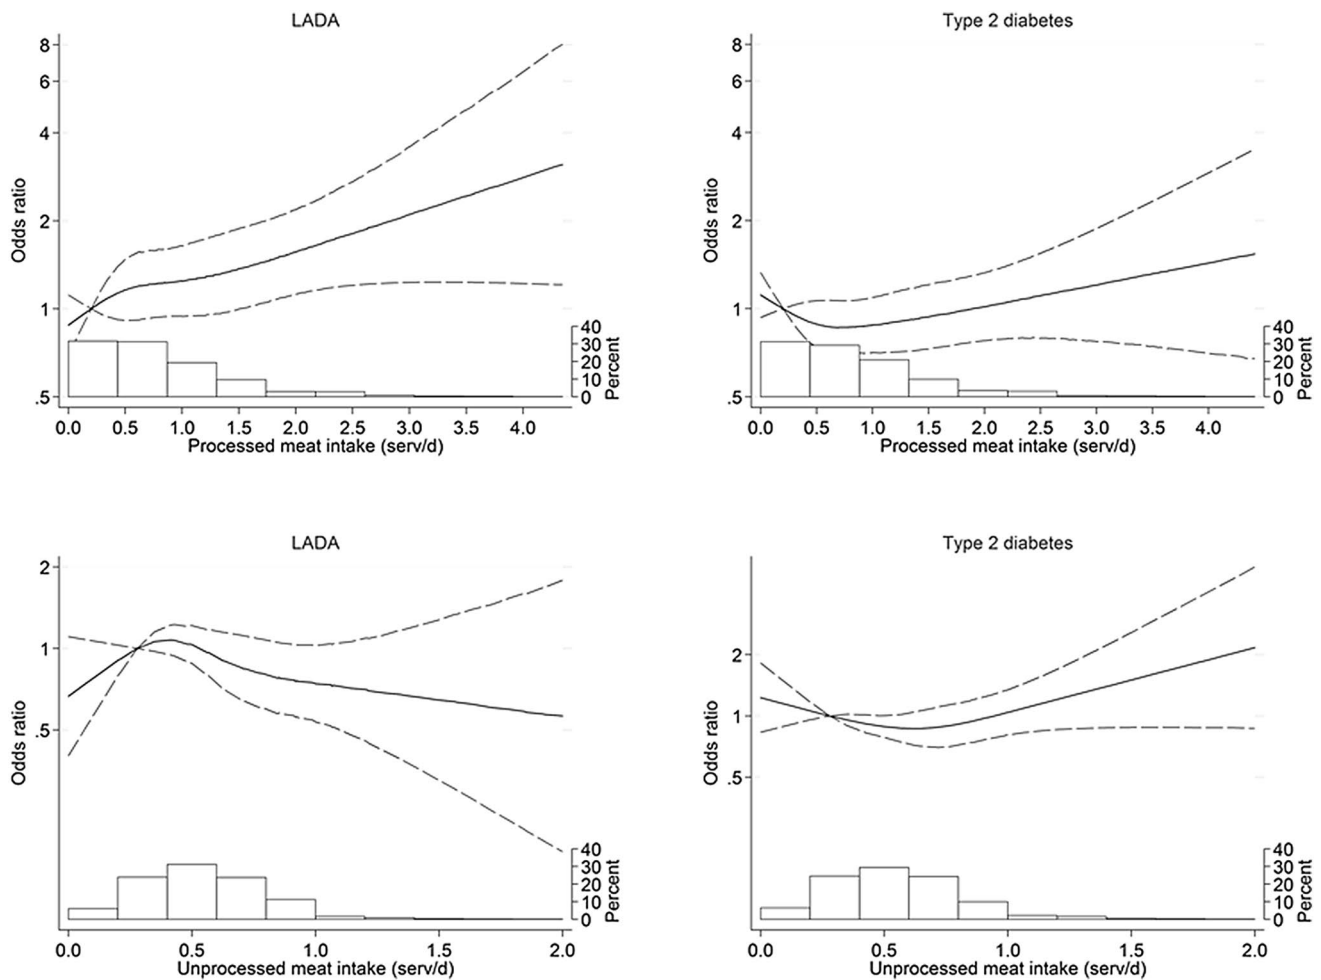 LADA
Type 2 diabetes
Odds ratio
8
6
4
2
1
.5
40
30
20
10
0
Percent
0.0 0.5 1.0 1.5 2.0 2.5 3.0 3.5 4.0
Processed meat intake (serv/d)
Odds ratio
8
6
4
2
1
.5
40
30
20
10
0
Percent
0.0 0.5 1.0 1.5 2.0 2.5 3.0 3.5 4.0
Processed meat intake (serv/d)
LADA
Type 2 diabetes
Odds ratio
2
1
.5
40
30
20
10
0
Percent
0.0 0.5 1.0 1.5 2.0
Unprocessed meat intake (serv/d)
Odds ratio
2
1
.5
40
30
20
10
0
Percent
0.0 0.5 1.0 1.5 2.0
Unprocessed meat intake (serv/d)